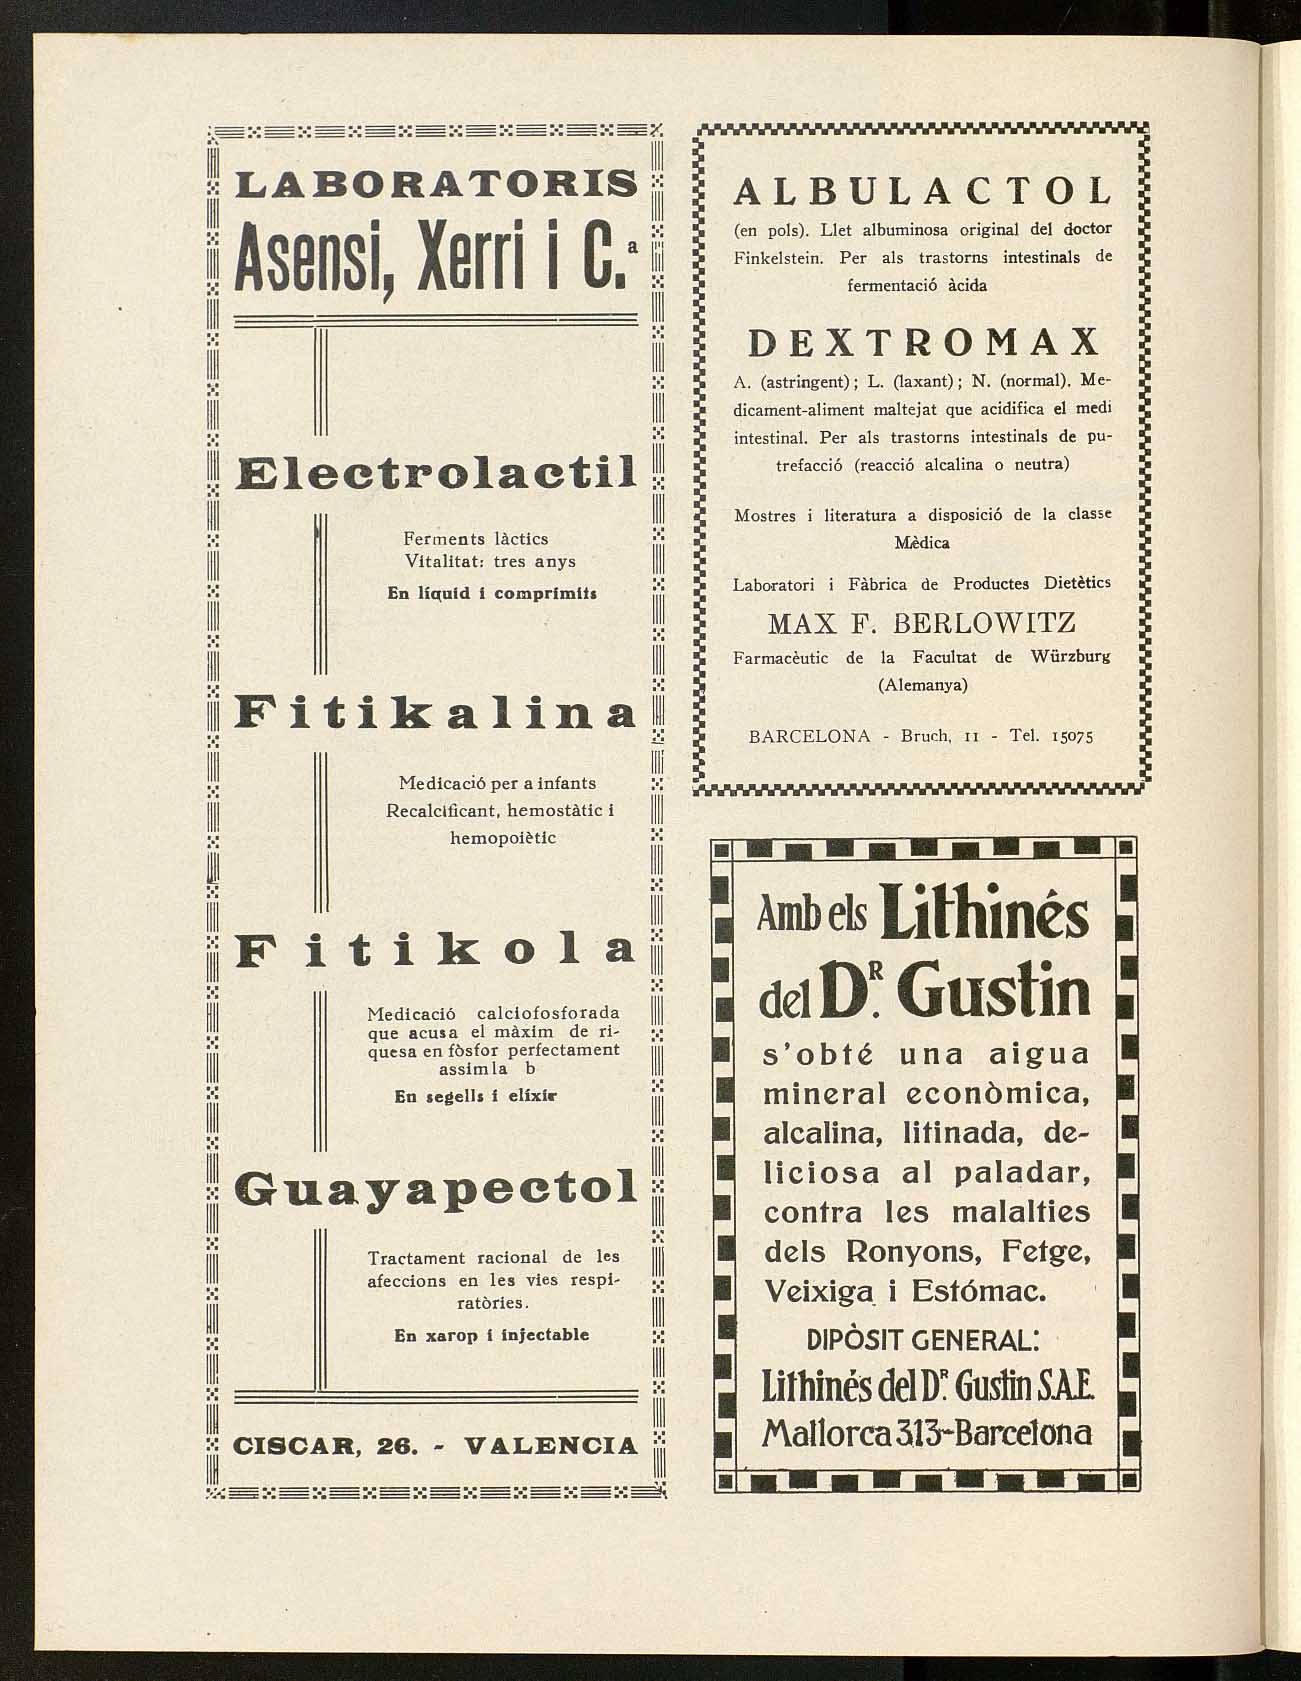 LABORATORIS
Asensi, Xerri i C.ª
Electrolactil
Ferments làctics
Vitalitat: tres anys
En líquid i comprimits
Fitikalina
Medicació per a infants
Recalcificant, hemostàtic i
hemopoiètic
Fitikola
Medicació calciofosforada
que acusa el màxim de ri-
quesa en fòsfor perfectament
assimla b
En segells i elixir
Guayapectol
Tractament racional de les
afeccions en les vies respi-
ratòries.
En xarop i injectable
CISCAR, 26. - VALENCIA
ALBULACTOL
(en pols). Llet albuminosa original del doctor
Finkelstein. Per als trastorns intestinals de
fermentació àcida
DEXTROMAX
A. (astringent); L. (laxant); N. (normal). Me-
dicament-aliment maltejat que acidifica el medi
intestinal. Per als trastorns intestinals de pu-
trefacció (reacció alcalina o neutra)
Mostres i literatura a disposició de la classe
Mèdica
Laboratori i Fàbrica de Productes Dietètics
MAX F. BERLOWITZ
Farmacèutic de la Facultat de Würzburg
(Alemanya)
BARCELONA - Bruch, 11 - Tel. 15075
Amb els Lithinés
del Dr. Gustin
s'obté una aigua
mineral econòmica,
alcalina, litinada, de-
liciosa al paladar,
contra les malalties
dels Ronyons, Fetge,
Veixiga i Estómac.
DIPÒSIT GENERAL:
Lithinés del Dr. Gustin S.A.E.
Mallorca 313-Barcelona